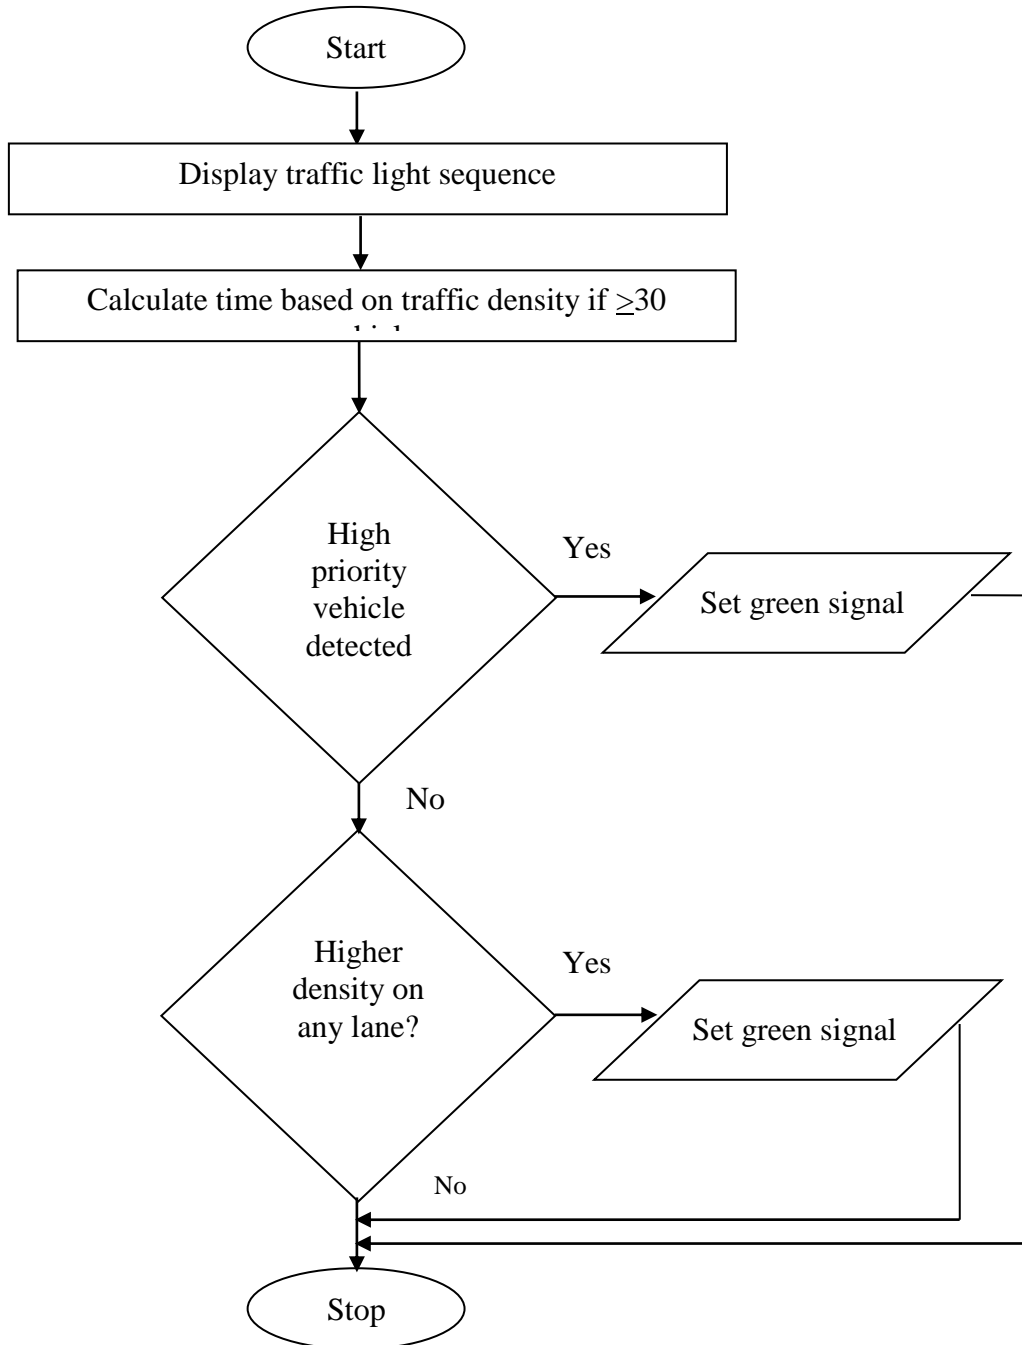 Start
Display traffic light sequence
Calculate time based on traffic density if ≥30
High
priority
vehicle
detected
Yes
Set green signal
No
Higher
density on
any lane?
Yes
Set green signal
No
Stop